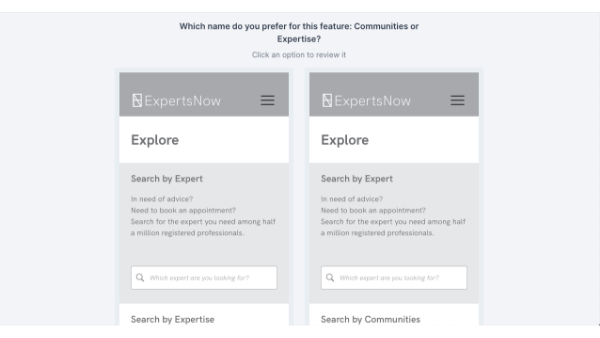 Which name do you prefer for this feature: Communities or
Expertise?
Click an option to review it
ExpertsNow
Explore
Search by Expert
In need of advice?
Need to book an appointment?
Search for the expert you need among half
a million registered professionals.
Which expert are you looking for?
Search by Expertise
ExpertsNow
Explore
Search by Expert
In need of advice?
Need to book an appointment?
Search for the expert you need among half
a million registered professionals.
Which expert are you looking for?
Search by Communities